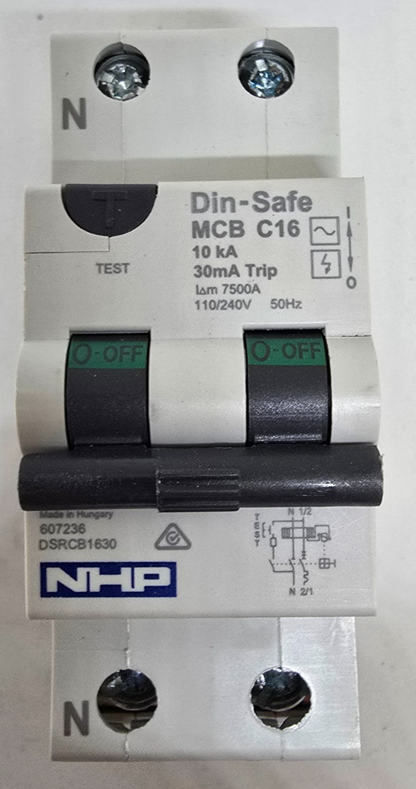 N
T
TEST
Din-Safe
MCB C16
10 kA
30mA Trip
I∆m 7500A
110/240V 50Hz
I
O
O-OFF O-OFF
Made in Hungary
607236
DSRCB1630
NHP
TEST
N 1/2
N 2/1
N